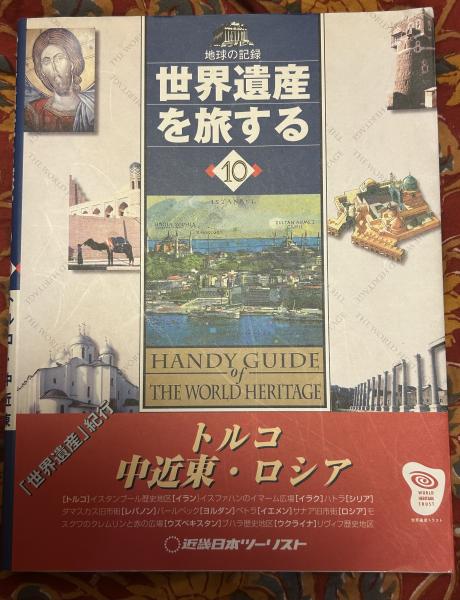 地球の記録
世界遺産
を旅する
10
ISTANBUL
HAGIA SOPHIA
SULTAN AHMET
CAMII
HANDY GUIDE
of
THE WORLD HERITAGE
THE WORLD HERITAGE
トルコ 中近東
「世界遺産」紀行
トルコ
中近東・ロシア
[トルコ]イスタンブール歴史地区[イラン]イスファハンのイマーム広場[イラク]ハトラ[シリア]
ダマスカス旧市街[レバノン]バールベック[ヨルダン]ペトラ[イエメン]サナア旧市街[ロシア]モ
スクワのクレムリンと赤の広場[ウズベキスタン]ブハラ歴史地区[ウクライナ]リヴィフ歴史地区
WORLD
HERITAGE
TRUST
世界遺産トラスト
近畿日本ツーリスト